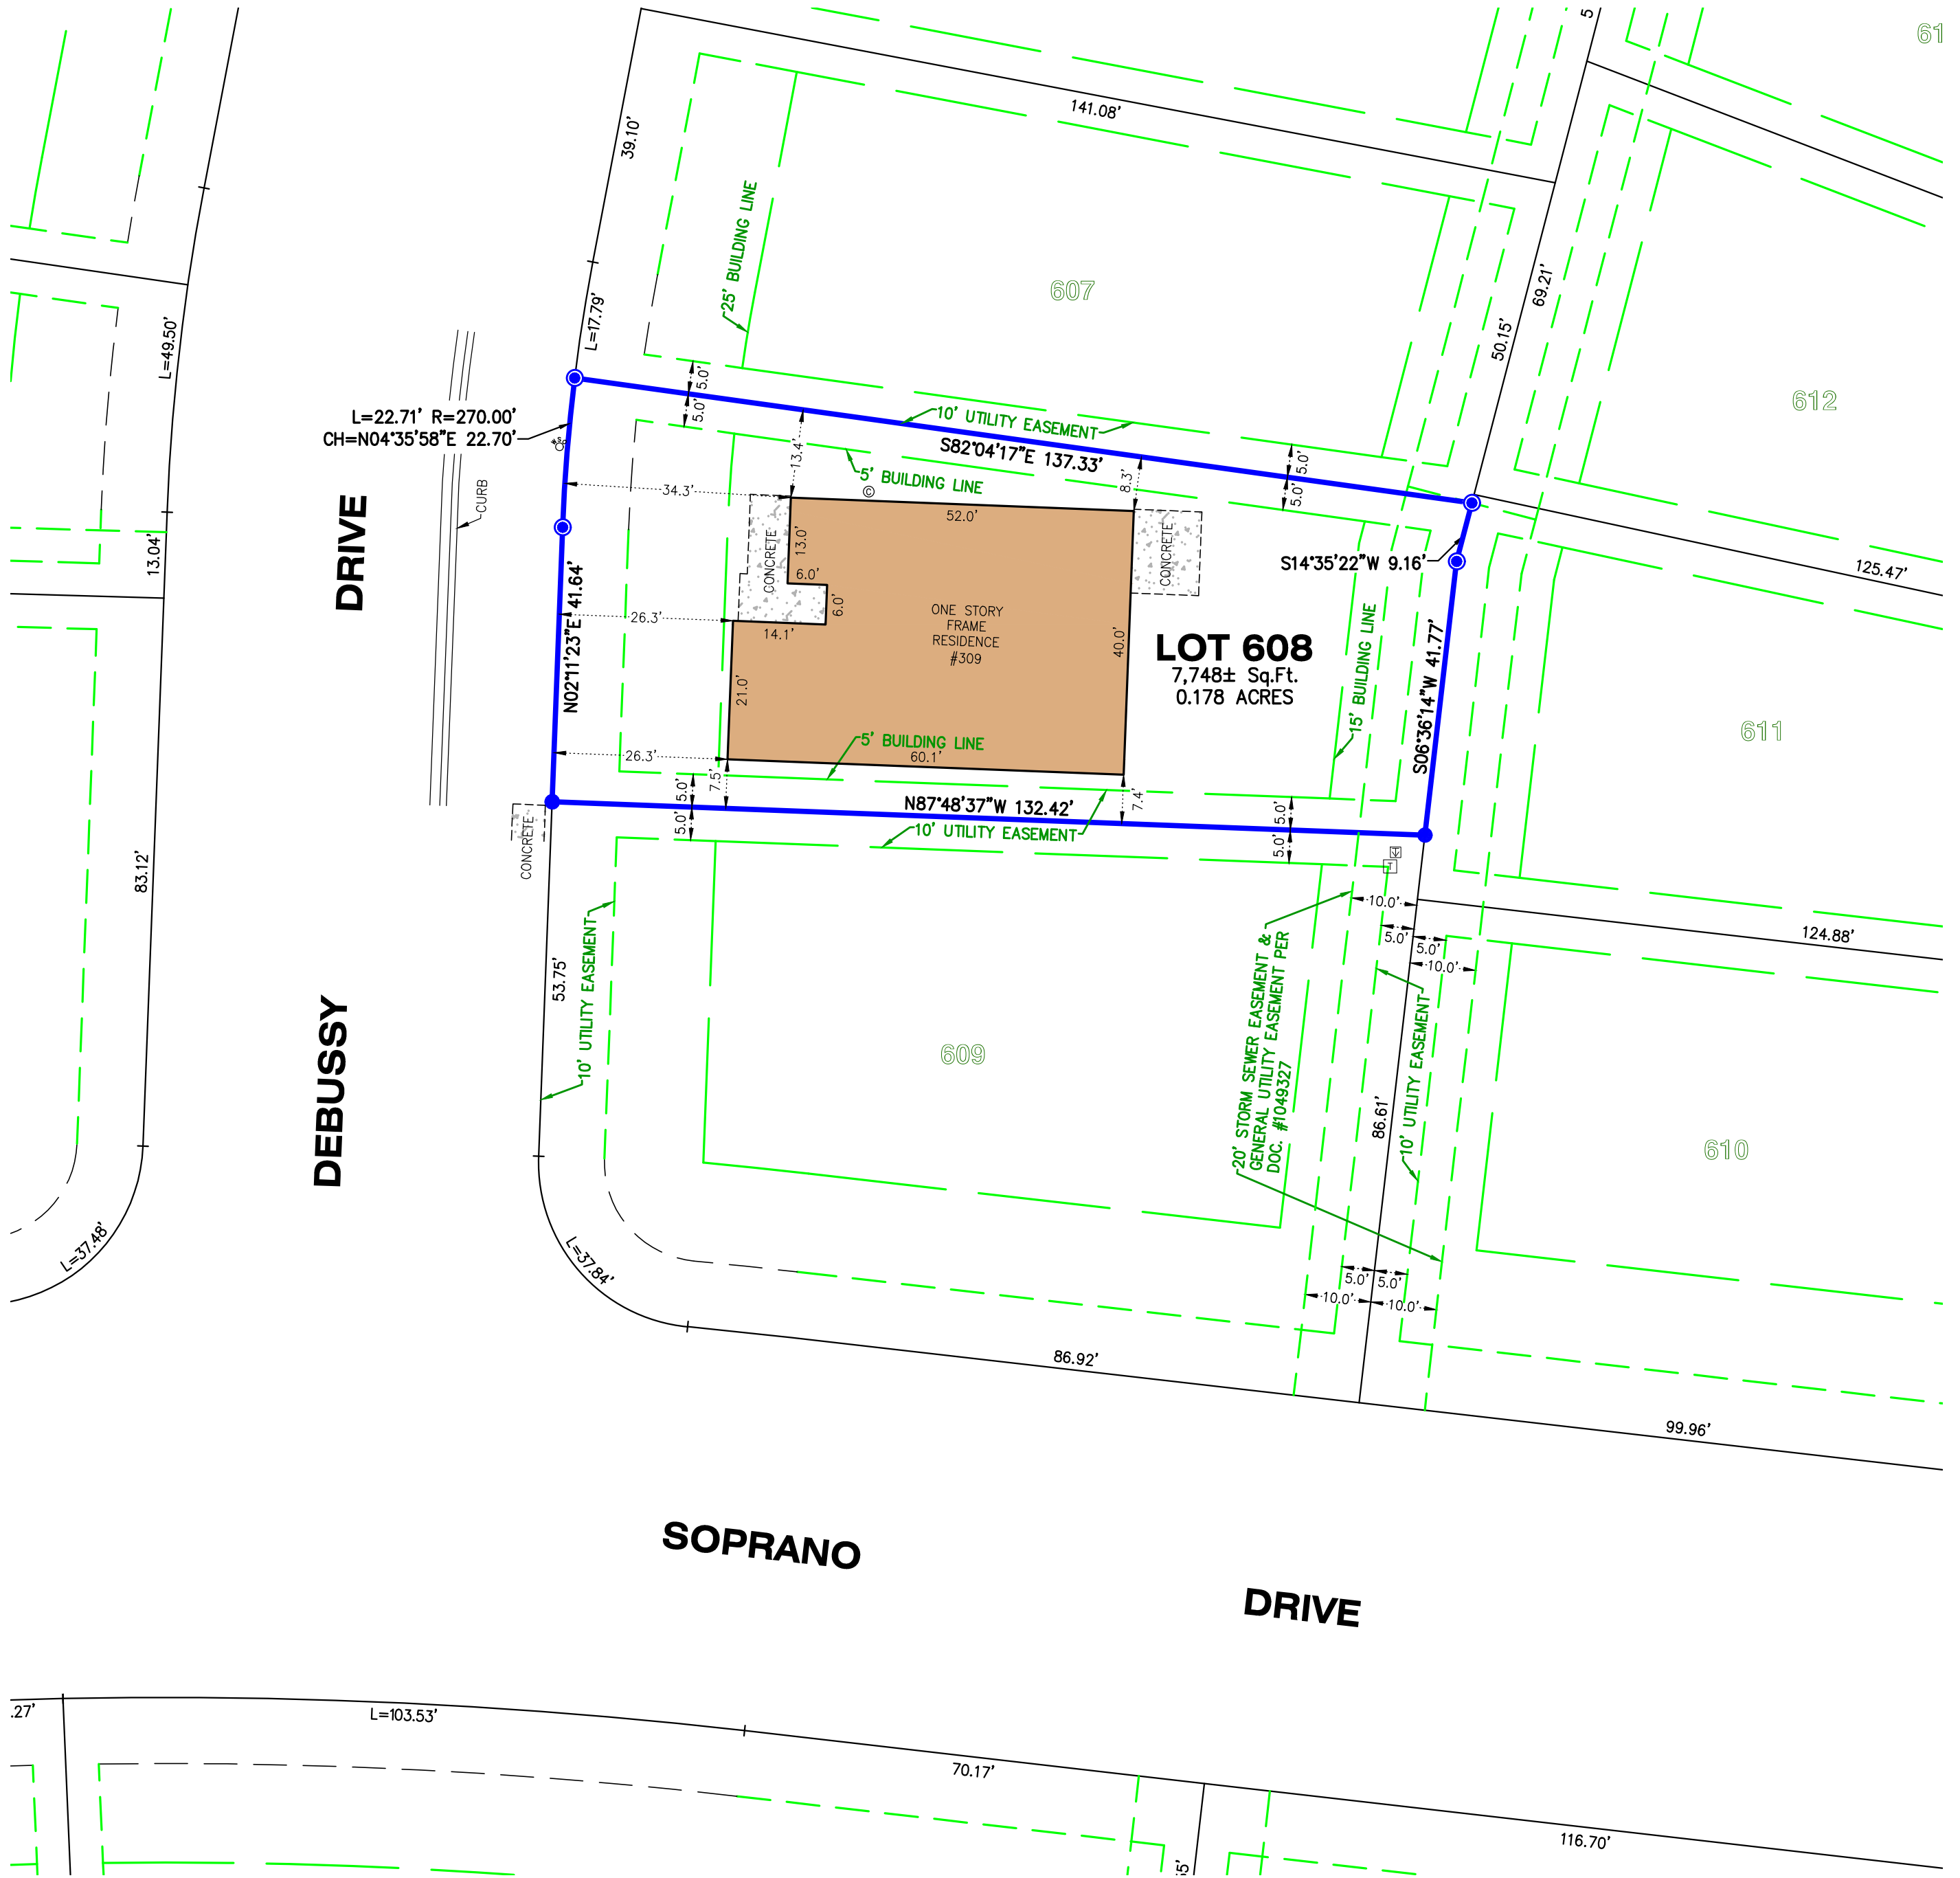 5
61
141.08'
39.10'
25' BUILDING LINE
L=17.79'
607
69.21'
50.15'
612
L=49.50'
L=22.71' R=270.00'
CH=N04°35'58"E 22.70'
5.0'
5.0'
10' UTILITY EASEMENT
S82°04'17"E 137.33'
5.0'
5.0'
13.4'
5' BUILDING LINE
8.3'
34.3'
©
52.0'
CURB
DRIVE
13.04'
CONCRETE
13.0'
6.0'
6.0'
CONCRETE
S14°35'22"W 9.16'
125.47'
N02°11'23"E 41.64'
26.3'
14.1'
ONE STORY
FRAME
RESIDENCE
#309
40.0'
LOT 608
7,748± Sq.Ft.
0.178 ACRES
15' BUILDING LINE
S06°36'14"W 41.77'
21.0'
611
26.3'
5' BUILDING LINE
60.1'
5.0'
5.0'
7.5'
N87°48'37"W 132.42'
10' UTILITY EASEMENT
7.4'
5.0'
5.0'
CONCRETE
83.12'
10.0'
5.0'
5.0'
10.0'
124.88'
53.75'
10' UTILITY EASEMENT
609
20' STORM SEWER EASEMENT &
GENERAL UTILITY EASEMENT PER
DOC. #1049327
86.61'
10' UTILITY EASEMENT
610
DEBUSSY
L=37.48'
L=37.84'
5.0'
5.0'
10.0'
10.0'
86.92'
99.96'
SOPRANO
DRIVE
.27'
L=103.53'
70.17'
116.70'